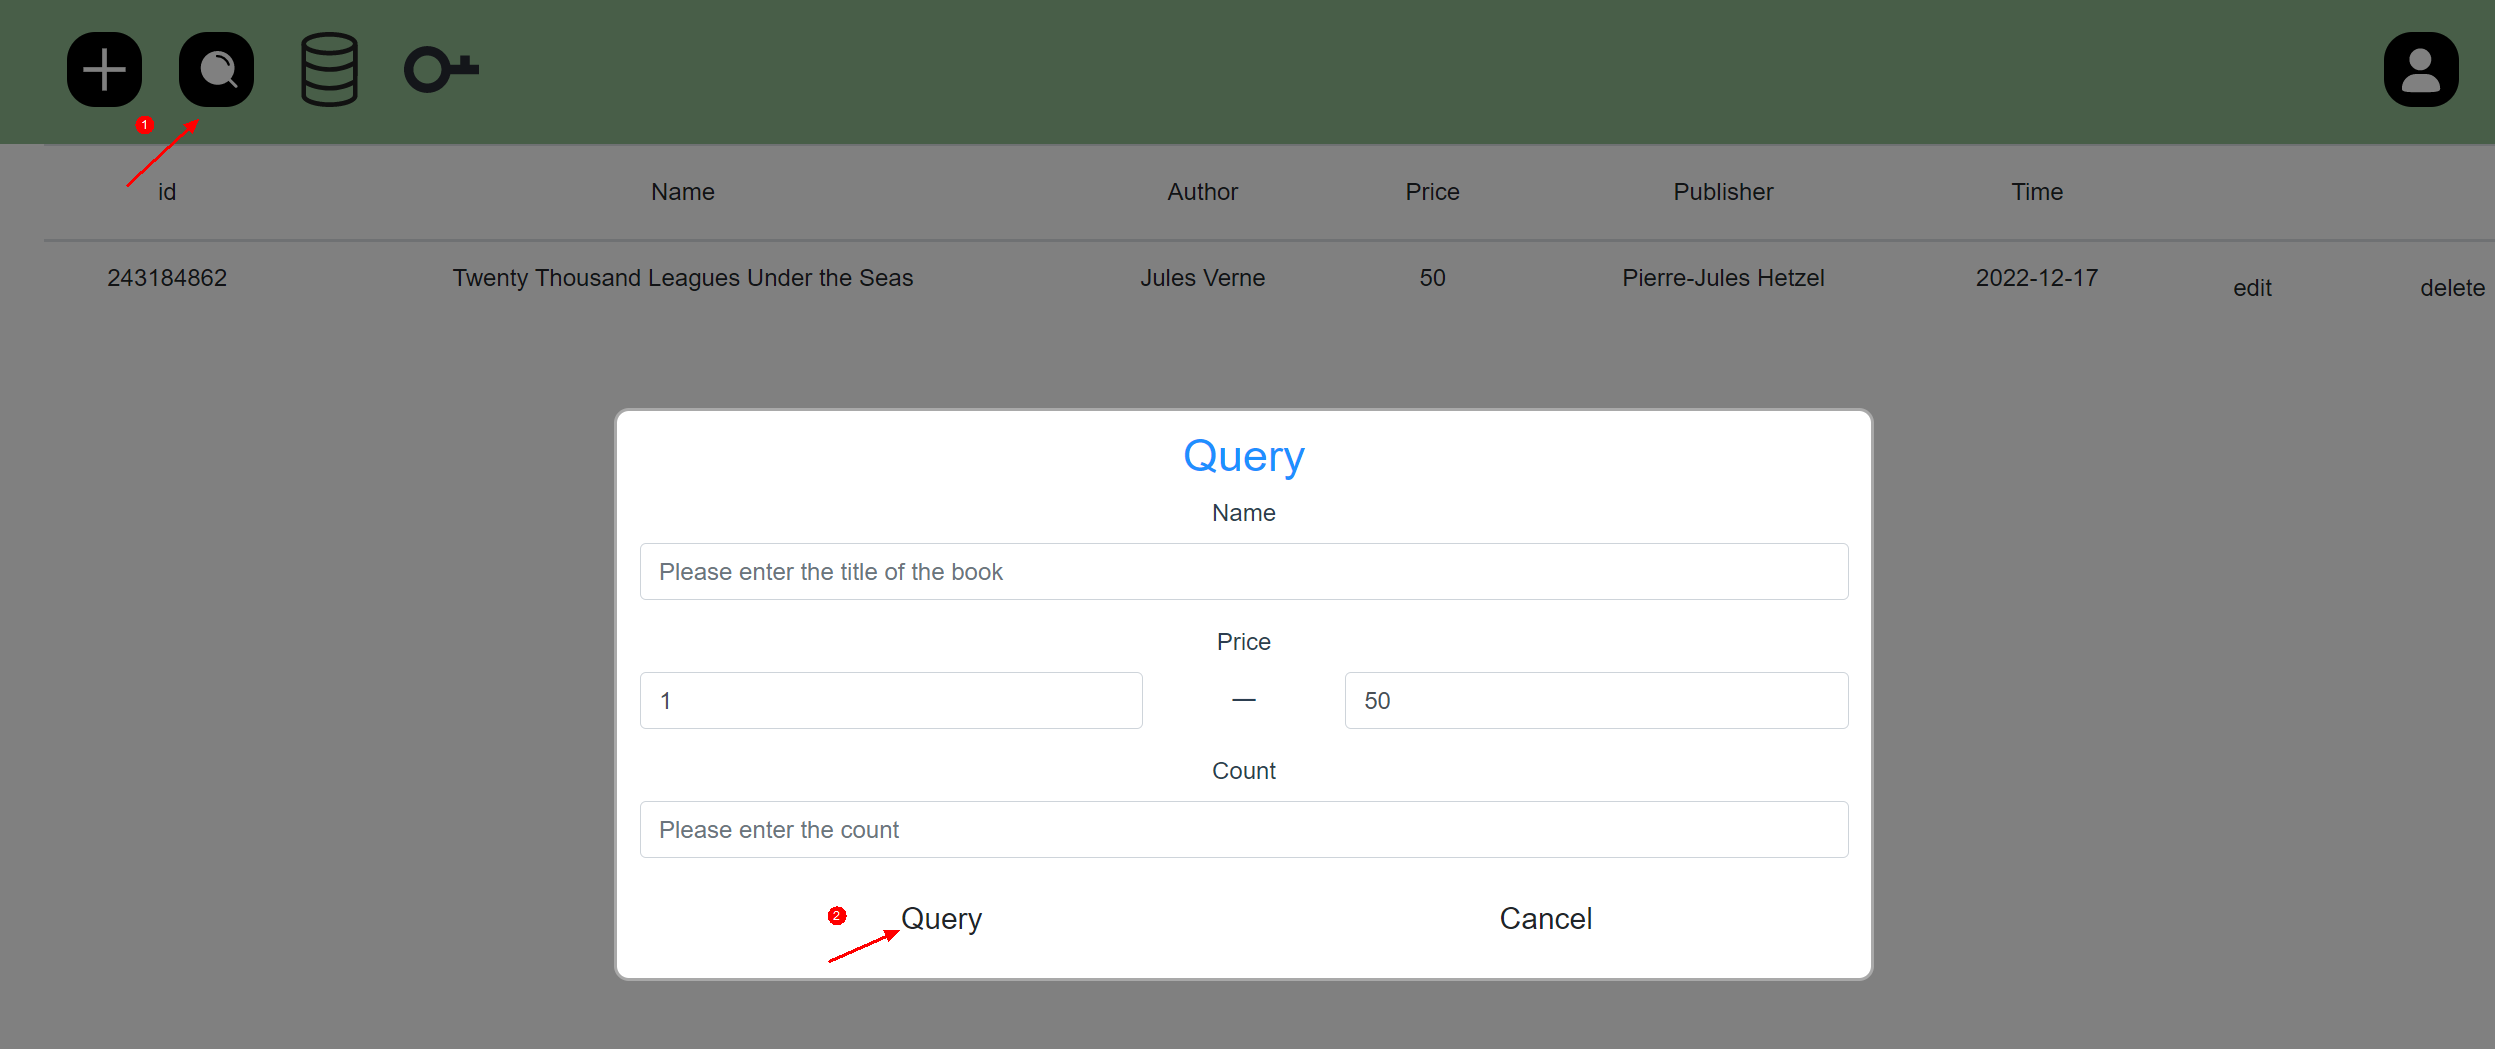 1
id Name Author Price Publisher Time
243184862 Twenty Thousand Leagues Under the Seas Jules Verne 50 Pierre-Jules Hetzel 2022-12-17 edit delete
Query
Name
Please enter the title of the book
Price
1 — 50
Count
Please enter the count
2 Query Cancel